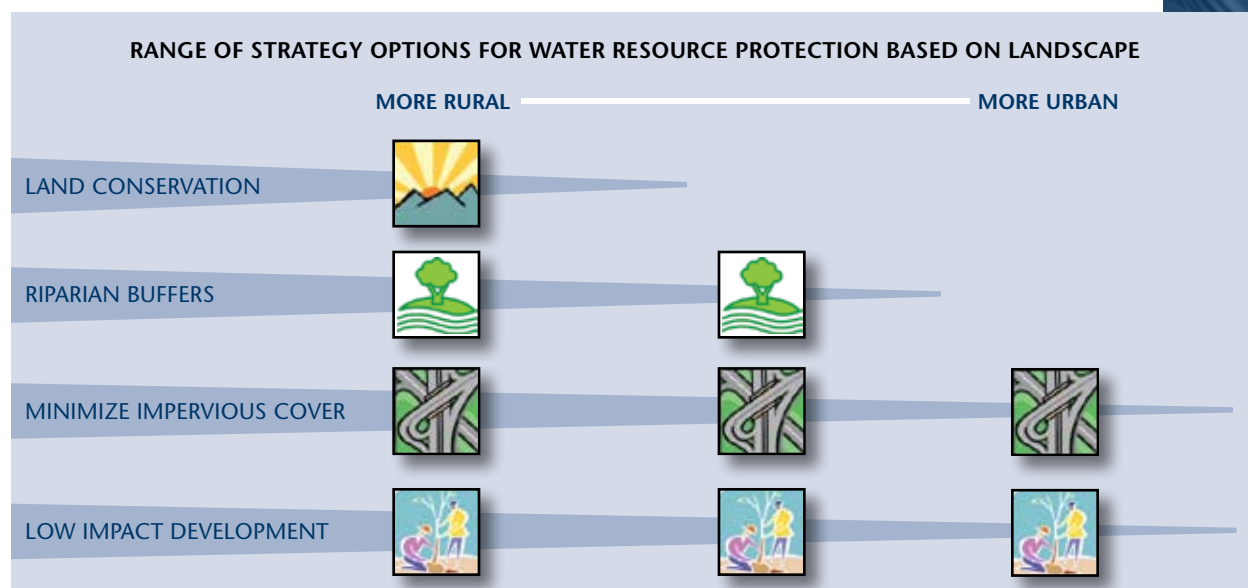 RANGE OF STRATEGY OPTIONS FOR WATER RESOURCE PROTECTION BASED ON LANDSCAPE
MORE RURAL MORE URBAN
LAND CONSERVATION
RIPARIAN BUFFERS
MINIMIZE IMPERVIOUS COVER
LOW IMPACT DEVELOPMENT